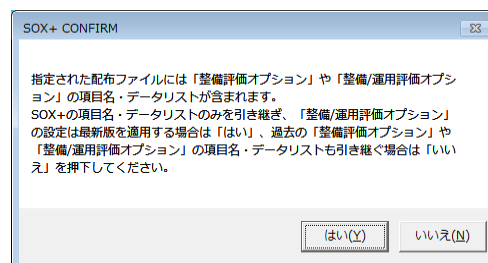 SOX+ CONFIRM
指定された配布ファイルには「整備評価オプション」や「整備/運用評価オプシ
ョン」の項目名・データリストが含まれます。
SOX+の項目名・データリストのみを引き継ぎ、「整備/運用評価オプション」
の設定は最新版を適用する場合は「はい」、過去の「整備評価オプション」や
「整備/運用評価オプション」の項目名・データリストも引き継ぐ場合は「いい
え」を押下してください。
はい(Y) いいえ(N)